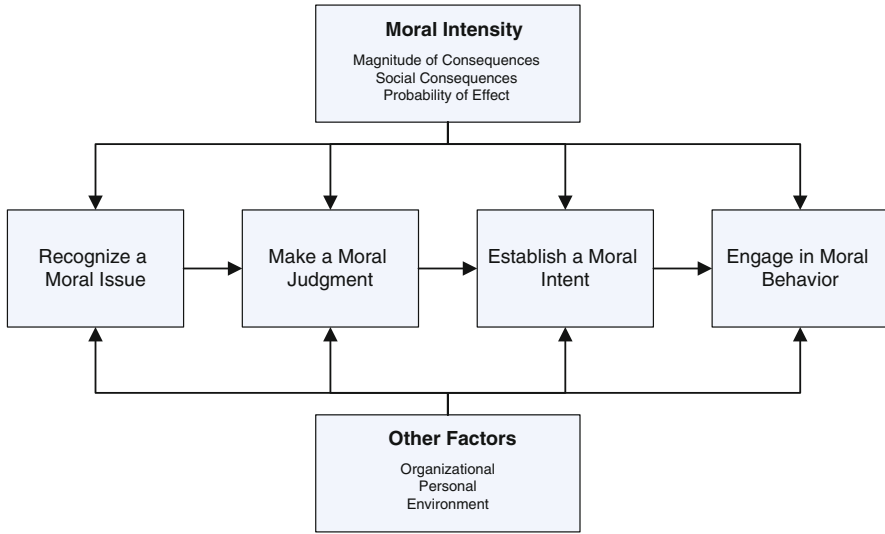 Moral Intensity
Magnitude of Consequences
Social Consequences
Probability of Effect
Recognize a
Moral Issue
Make a Moral
Judgment
Establish a Moral
Intent
Engage in Moral
Behavior
Other Factors
Organizational
Personal
Environment